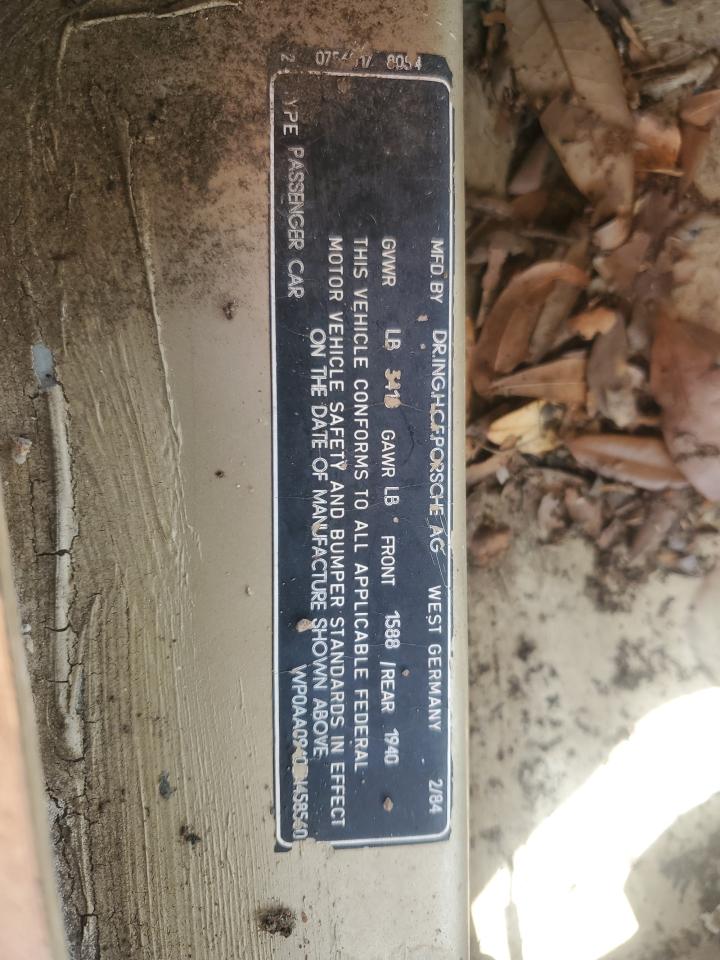 MFD. BY DR.ING.H.C.F.PORSCHE AG WEST GERMANY 2/84
GVWR LB 3418 GAWR LB FRONT 1588 /REAR 1940
THIS VEHICLE CONFORMS TO ALL APPLICABLE FEDERAL
MOTOR VEHICLE SAFETY AND BUMPER STANDARDS IN EFFECT
ON THE DATE OF MANUFACTURE SHOWN ABOVE
YPE PASSENGER CAR